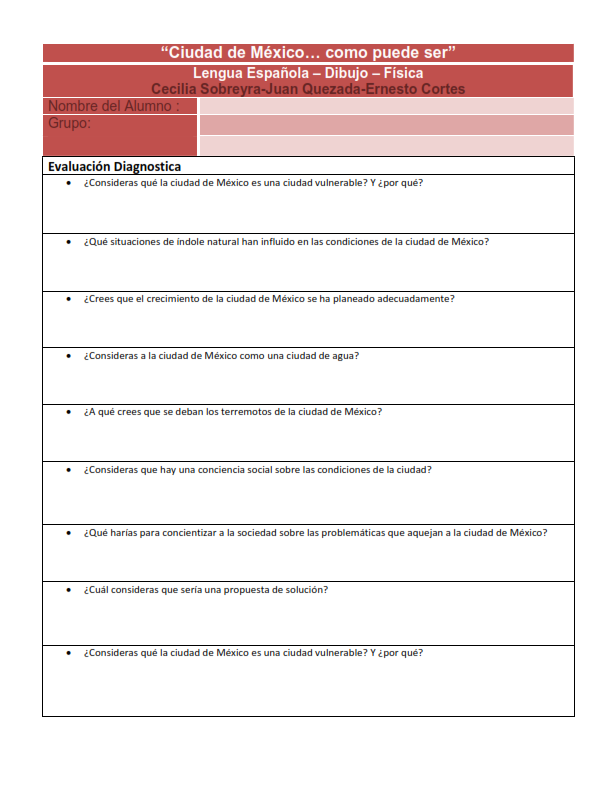 “Ciudad de México… como puede ser”
Lengua Española – Dibujo – Física
Cecilia Sobreyra-Juan Quezada-Ernesto Cortes
Nombre del Alumno :
Grupo:
Evaluación Diagnostica
• ¿Consideras qué la ciudad de México es una ciudad vulnerable? Y ¿por qué?
• ¿Qué situaciones de índole natural han influido en las condiciones de la ciudad de México?
• ¿Crees que el crecimiento de la ciudad de México se ha planeado adecuadamente?
• ¿Consideras a la ciudad de México como una ciudad de agua?
• ¿A qué crees que se deban los terremotos de la ciudad de México?
• ¿Consideras que hay una conciencia social sobre las condiciones de la ciudad?
• ¿Qué harías para concientizar a la sociedad sobre las problemáticas que aquejan a la ciudad de México?
• ¿Cuál consideras que sería una propuesta de solución?
• ¿Consideras qué la ciudad de México es una ciudad vulnerable? Y ¿por qué?